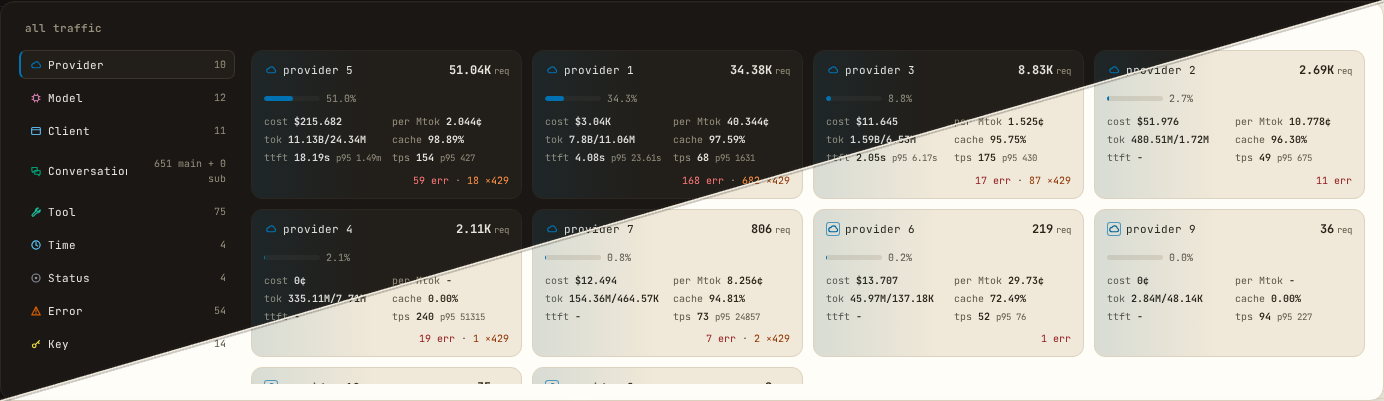 all traffic
Provider 10
Model 12
Client 11
Conversation 651 main + 0 sub
Tool 75
Time 4
Status 4
Error 54
Key 14
provider 5 51.04K req
51.0%
cost $215.682 per Mtok 2.044¢
tok 11.13B/24.34M cache 98.89%
ttft 18.19s p95 1.49m tps 154 p95 427
59 err · 18 ×429
provider 1 34.38K req
34.3%
cost $3.04K per Mtok 40.344¢
tok 7.8B/11.06M cache 97.59%
ttft 4.08s p95 23.61s tps 68 p95 1631
168 err · 682 ×429
provider 3 8.83K req
8.8%
cost $11.645 per Mtok 1.525¢
tok 1.59B/6.53M cache 95.75%
ttft 2.05s p95 6.17s tps 175 p95 430
17 err · 87 ×429
provider 2 2.69K req
2.7%
cost $51.976 per Mtok 10.778¢
tok 480.51M/1.72M cache 96.30%
ttft - tps 49 p95 675
11 err
provider 4 2.11K req
2.1%
cost 0¢ per Mtok -
tok 335.11M/7.71M cache 0.00%
ttft - tps 240 p95 51315
19 err · 1 ×429
provider 7 806 req
0.8%
cost $12.494 per Mtok 8.256¢
tok 154.36M/464.57K cache 94.81%
ttft - tps 73 p95 24857
7 err · 2 ×429
provider 6 219 req
0.2%
cost $13.707 per Mtok 29.73¢
tok 45.97M/137.18K cache 72.49%
ttft - tps 52 p95 76
1 err
provider 9 36 req
0.0%
cost 0¢ per Mtok -
tok 2.84M/48.14K cache 0.00%
ttft - tps 94 p95 227